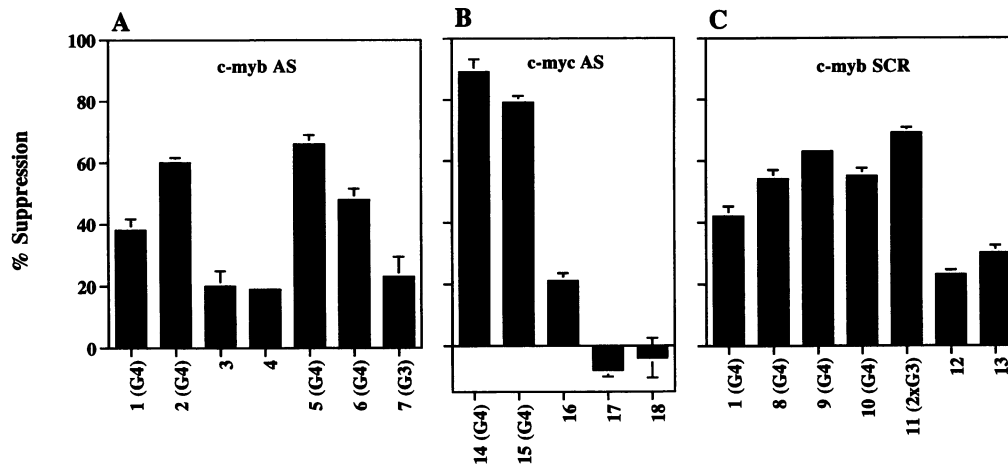 A
B
C
c-myb AS
c-myc AS
c-myb SCR
% Suppression
100
80
60
40
20
0
1 (G4)
2 (G4)
3
4
5 (G4)
6 (G4)
7 (G3)
14 (G4)
15 (G4)
16
17
18
1 (G4)
8 (G4)
9 (G4)
10 (G4)
11 (2xG3)
12
13